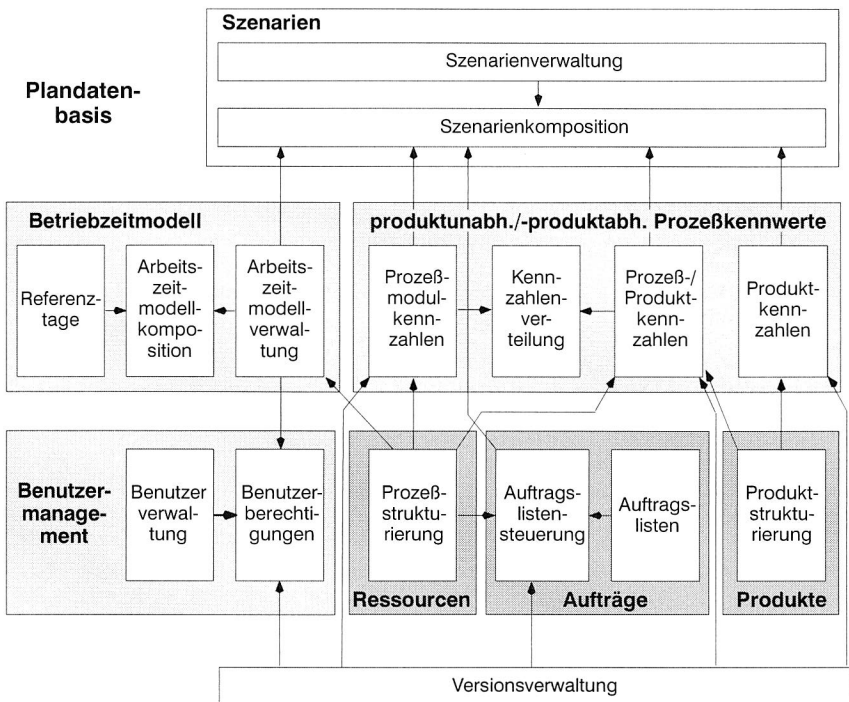 Szenarien
Szenarienverwaltung
Plandaten-
basis
Szenarienkomposition
Betriebzeitmodell
produktunabh./-produktabh. Prozeßkennwerte
Referenz-
tage
Arbeits-
zeit-
modell-
kompo-
sition
Arbeits-
zeit-
modell-
verwal-
tung
Prozeß-
modul-
kenn-
zahlen
Kenn-
zahlen-
ver-
teilung
Prozeß-/
Produkt-
kenn-
zahlen
Produkt-
kenn-
zahlen
Benutzer-
manage-
ment
Benutzer
verwal-
tung
Benutzer-
berechti-
gungen
Prozeß-
struktu-
rierung
Auftrags-
listen-
steuerung
Auftrags-
listen
Produkt-
struktu-
rierung
Ressourcen
Aufträge
Produkte
Versionsverwaltung